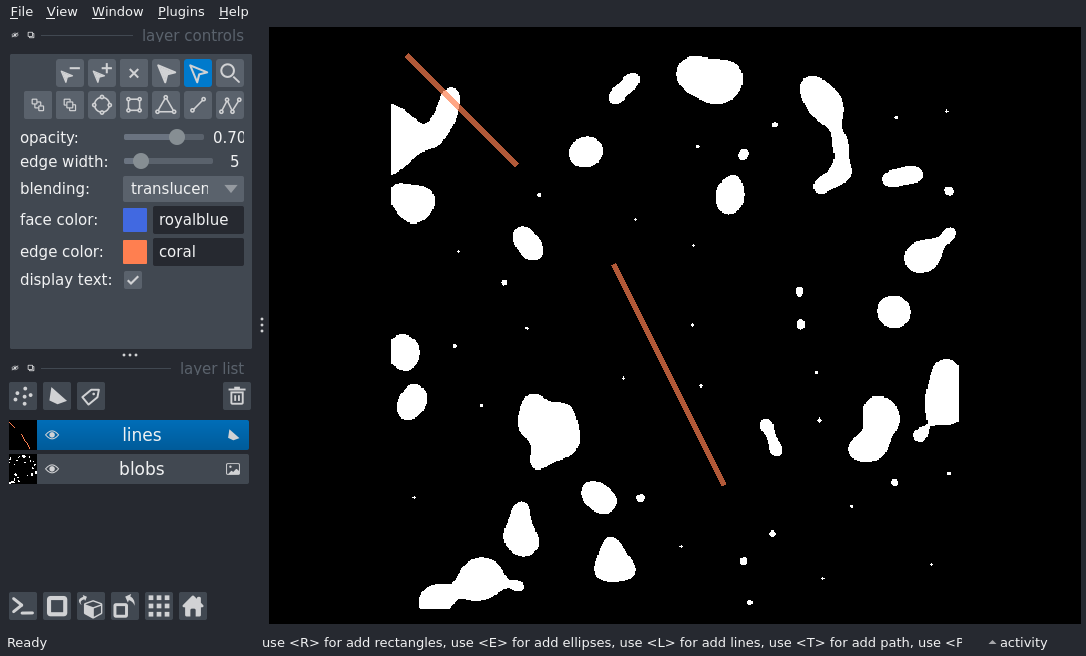 File View Window Plugins Help
layer controls
opacity: 0.70
edge width: 5
blending: translucen
face color: royalblue
edge color: coral
display text:
layer list
lines
blobs
Ready use <R> for add rectangles, use <E> for add ellipses, use <L> for add lines, use <T> for add path, use <F activity